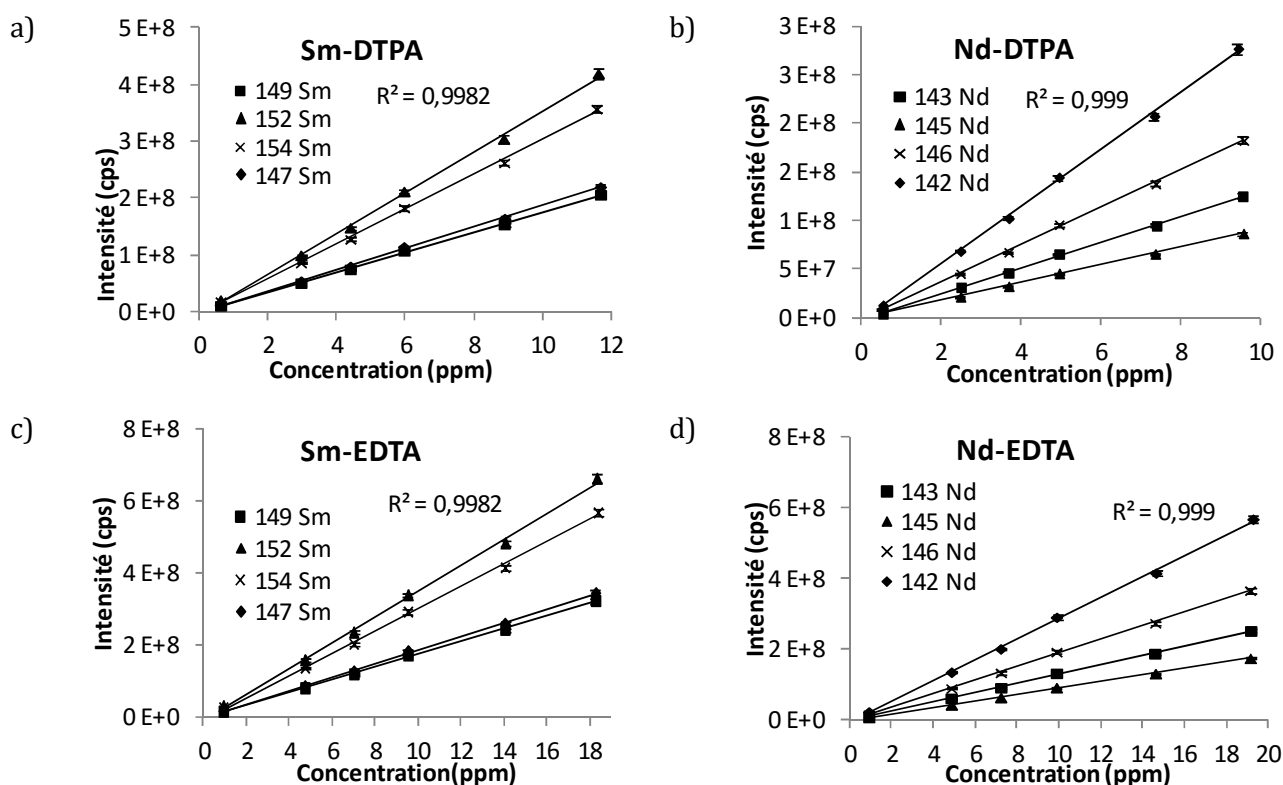 a)
Sm-DTPA
149 Sm
152 Sm
154 Sm
147 Sm
R² = 0,9982
Intensité (cps)
5 E+8
4 E+8
3 E+8
2 E+8
1 E+8
0 E+0
0 2 4 6 8 10 12
Concentration (ppm)
b)
Nd-DTPA
143 Nd
145 Nd
146 Nd
142 Nd
R² = 0,999
Intensité (cps)
3 E+8
3 E+8
2 E+8
2 E+8
1 E+8
5 E+7
0 E+0
0 2 4 6 8 10
Concentration (ppm)
c)
Sm-EDTA
149 Sm
152 Sm
154 Sm
147 Sm
R² = 0,9982
Intensité (cps)
8 E+8
6 E+8
4 E+8
2 E+8
0 E+0
0 2 4 6 8 10 12 14 16 18
Concentration(ppm)
d)
Nd-EDTA
143 Nd
145 Nd
146 Nd
142 Nd
R² = 0,999
Intensité (cps)
8 E+8
6 E+8
4 E+8
2 E+8
0 E+0
0 2 4 6 8 10 12 14 16 18 20
Concentration (ppm)